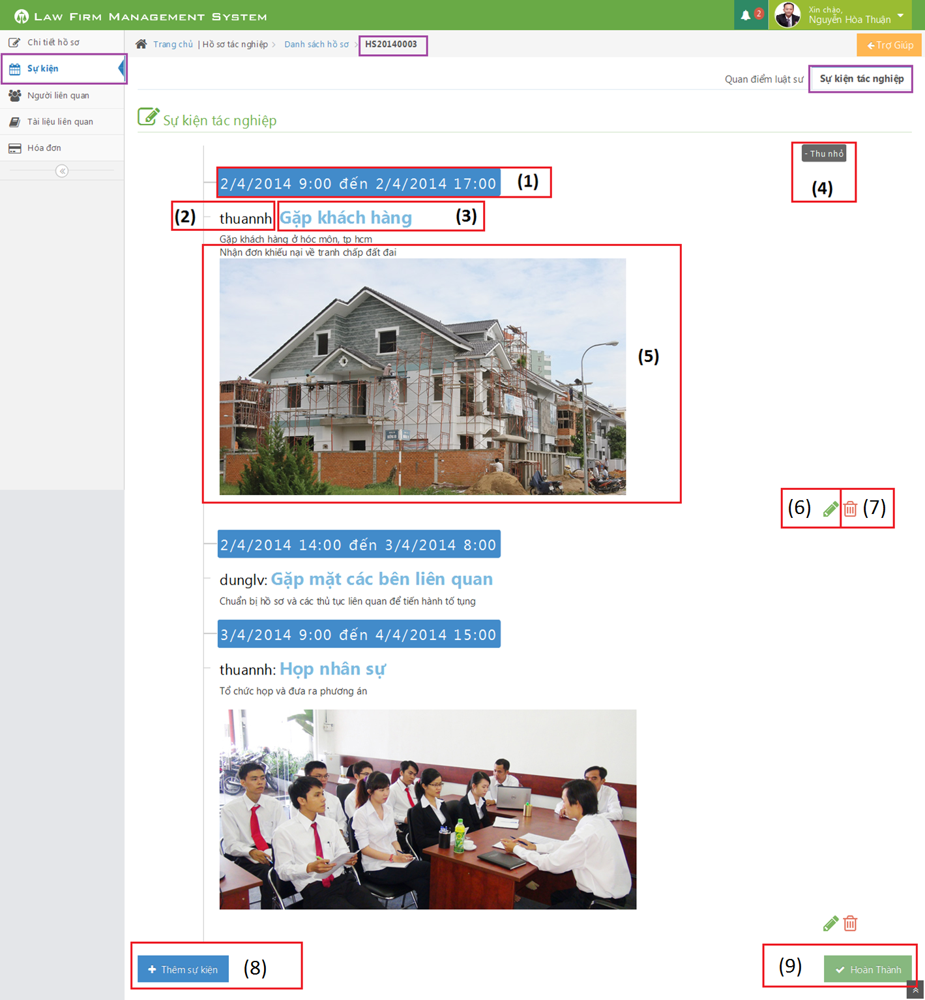 LAW FIRM MANAGEMENT SYSTEM
2
Xin chào,
Nguyễn Hòa Thuận
Chi tiết hồ sơ
Sự kiện
Người liên quan
Tài liệu liên quan
Hóa đơn
Trang chủ | Hồ sơ tác nghiệp > Danh sách hồ sơ > HS20140003
Trợ Giúp
Quan điểm luật sư
Sự kiện tác nghiệp
Sự kiện tác nghiệp
- Thu nhỏ
(4)
2/4/2014 9:00 đến 2/4/2014 17:00 (1)
(2) thuannh Gặp khách hàng (3)
Gặp khách hàng ở hóc môn, tp hcm
Nhận đơn khiếu nại về tranh chấp đất đai
(5)
(6) (7)
2/4/2014 14:00 đến 3/4/2014 8:00
dunglv: Gặp mặt các bên liên quan
Chuẩn bị hồ sơ và các thủ tục liên quan để tiến hành tố tụng
3/4/2014 9:00 đến 4/4/2014 15:00
thuannh: Họp nhân sự
Tổ chức họp và đưa ra phương án
Thêm sự kiện (8)
(9) Hoàn Thành